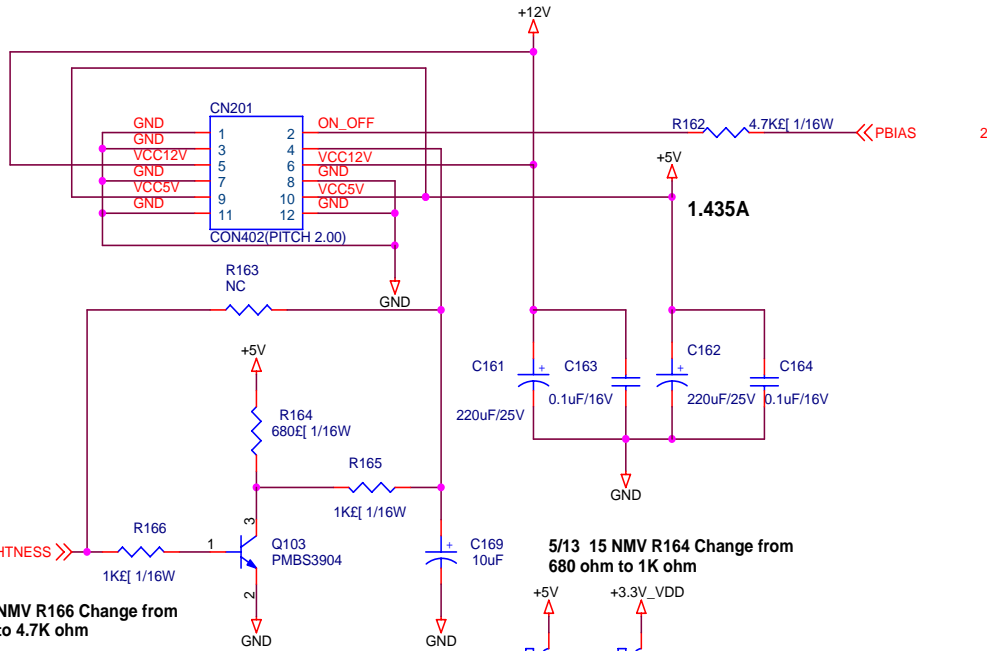 +12V
CN201
GND 1 2 ON_OFF
GND 3 4
VCC12V 5 6 VCC12V
GND 7 8 GND
VCC5V 9 10 VCC5V
GND 11 12 GND
CON402(PITCH 2.00)
R162 4.7K£[ 1/16W
PBIAS 2
+5V
1.435A
R163
NC
GND
+5V
R164
680£[ 1/16W
R165
1K£[ 1/16W
C161 +
220uF/25V
C163
0.1uF/16V
C162 +
220uF/25V
C164
0.1uF/16V
GND
HTNESS
R166
1K£[ 1/16W
1
3
2
Q103
PMBS3904
GND
+
C169
10uF
GND
5/13 15 NMV R164 Change from
680 ohm to 1K ohm
+5V +3.3V_VDD
NMV R166 Change from
to 4.7K ohm